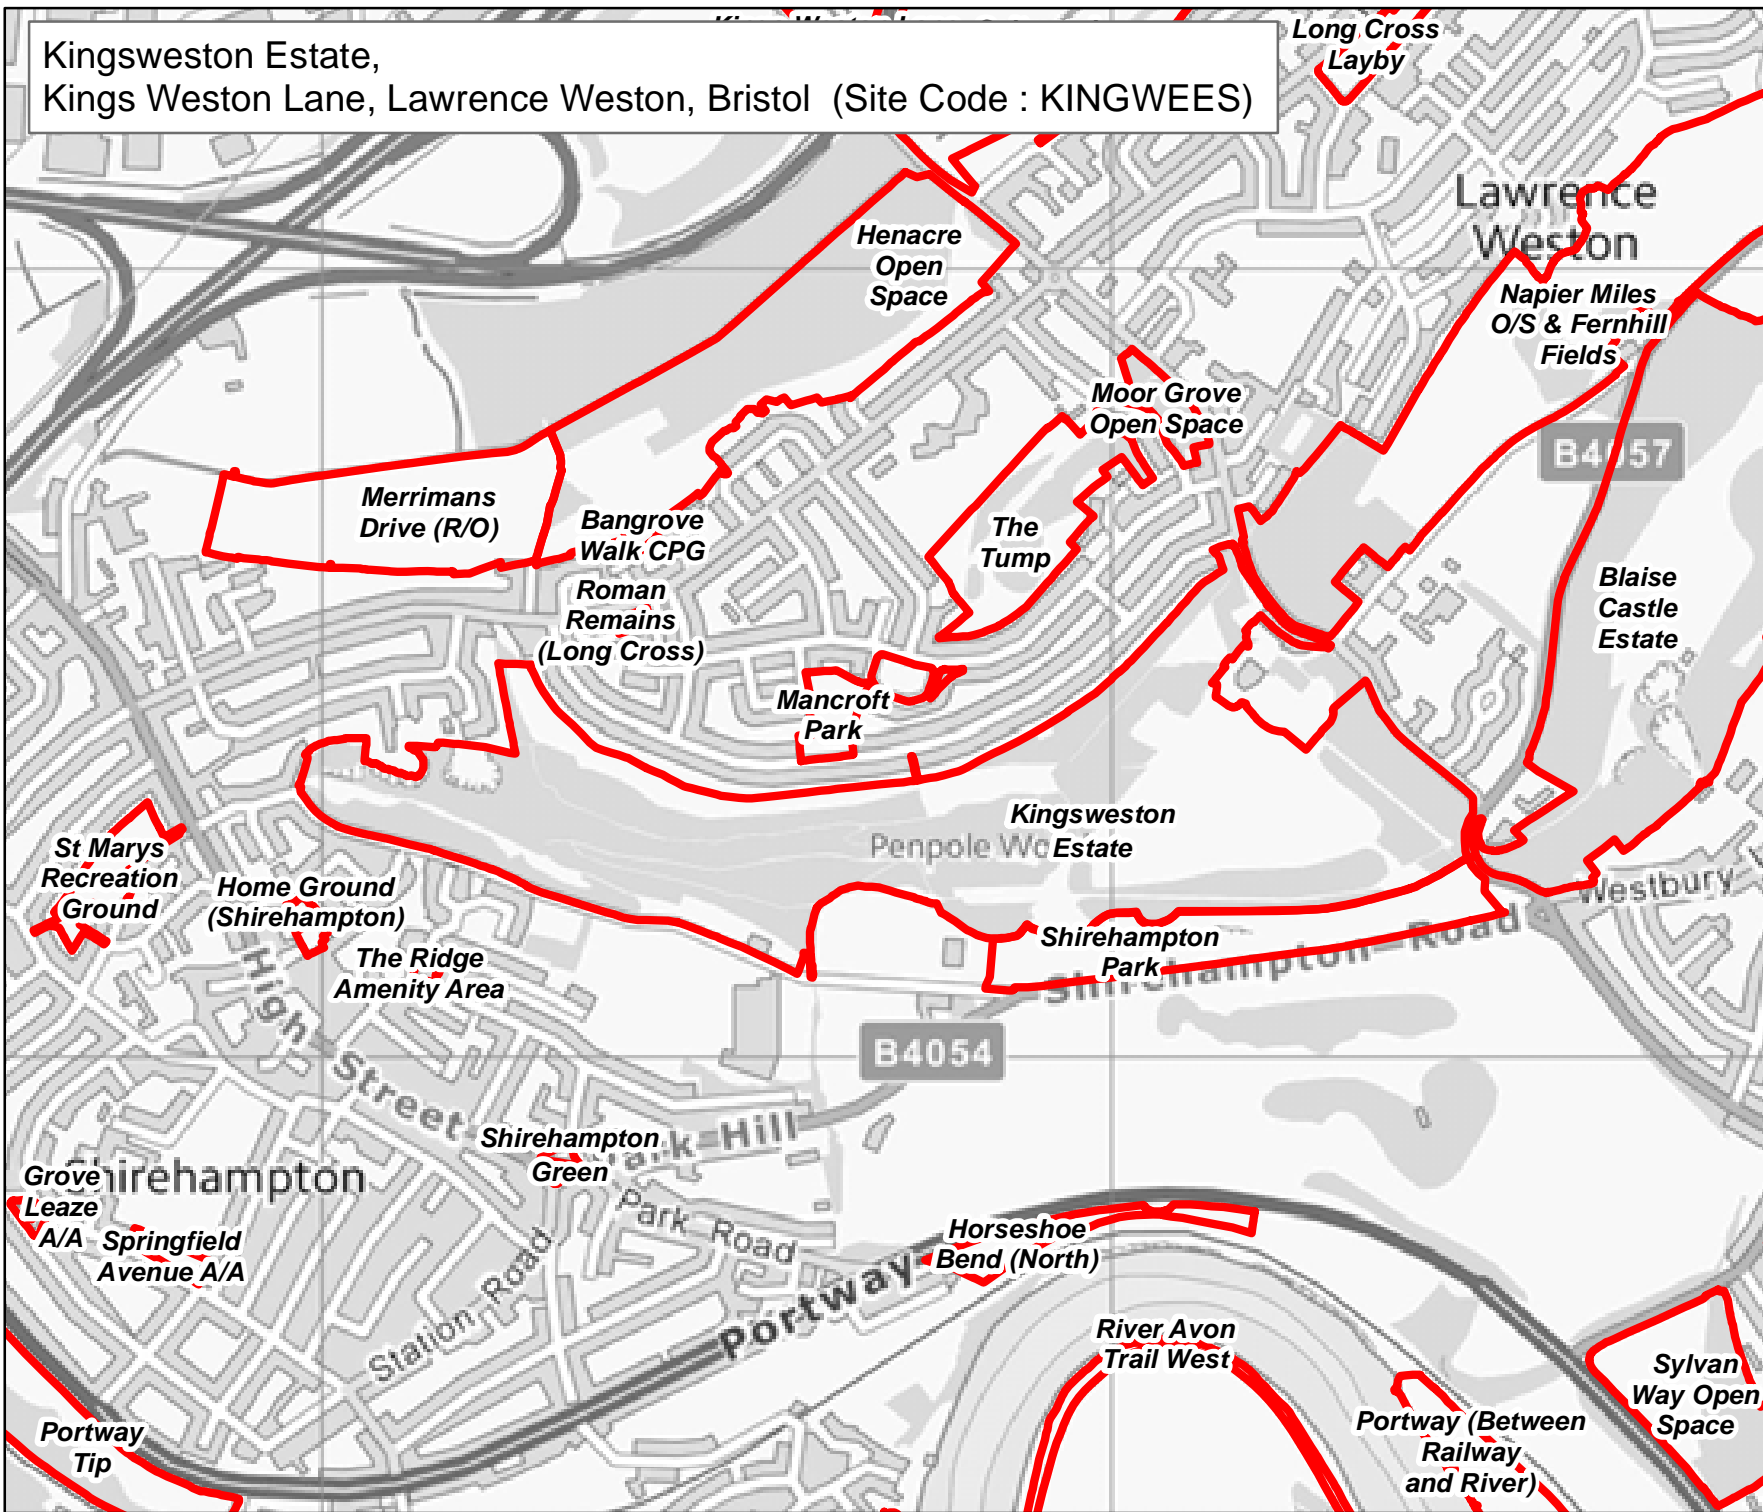 Kingsweston Estate,
Kings Weston Lane, Lawrence Weston, Bristol  (Site Code : KINGWEES)
Long Cross
Layby
Lawrence
Weston
Henacre
Open
Space
Napier Miles
O/S & Fernhill
Fields
Moor Grove
Open Space
B4057
Merrimans
Drive (R/O)
Bangrove
Walk CPG
The
Tump
Roman
Remains
(Long Cross)
Blaise
Castle
Estate
Mancroft
Park
Kingsweston
Estate
Penpole
St Marys
Recreation
Ground
Home Ground
(Shirehampton)
The Ridge
Amenity Area
Westbury
Shirehampton
Park
Shirehampton Road
B4054
High Street
Shirehampton
Green
Park Hill
Shirehampton
Grove
Leaze
A/A
Springfield
Avenue A/A
Park Road
Station Road
Horseshoe
Bend (North)
Portway
River Avon
Trail West
Sylvan
Way Open
Space
Portway (Between
Railway
and River)
Portway
Tip